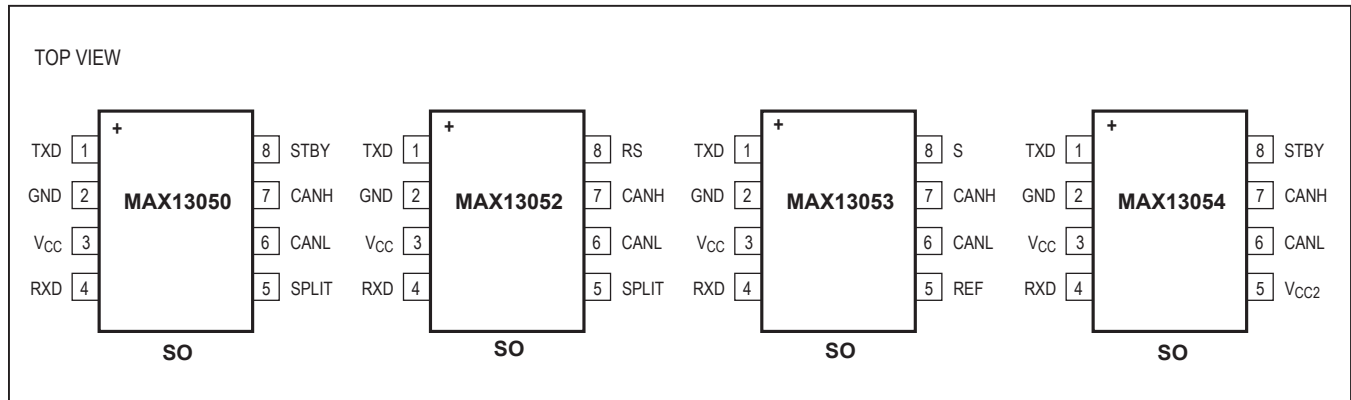 TOP VIEW
+
MAX13050
TXD 1
GND 2
VCC 3
RXD 4
8 STBY
7 CANH
6 CANL
5 SPLIT
SO
+
MAX13052
TXD 1
GND 2
VCC 3
RXD 4
8 RS
7 CANH
6 CANL
5 SPLIT
SO
+
MAX13053
TXD 1
GND 2
VCC 3
RXD 4
8 S
7 CANH
6 CANL
5 REF
SO
+
MAX13054
TXD 1
GND 2
VCC 3
RXD 4
8 STBY
7 CANH
6 CANL
5 VCC2
SO